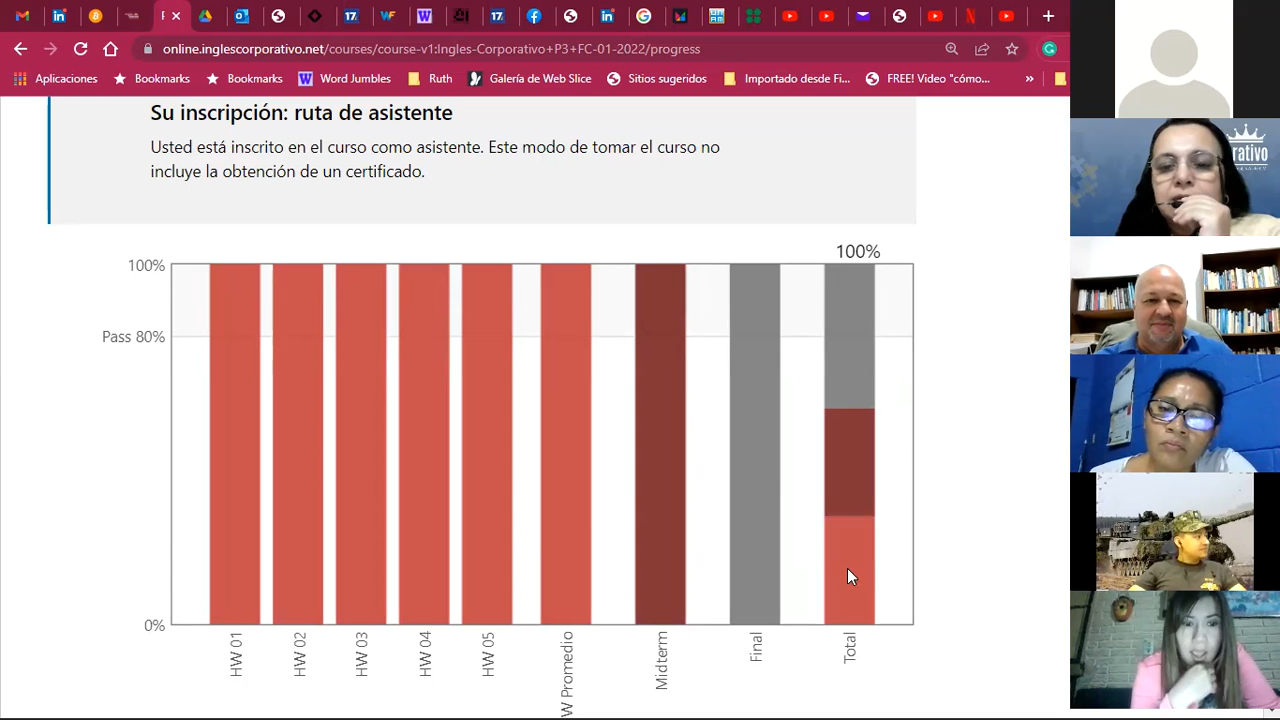 online.inglescorporativo.net/courses/course-v1:Ingles-Corporativo+P3+FC-01-2022/progress
Aplicaciones
Bookmarks
Bookmarks
Word Jumbles
Ruth
Galería de Web Slice
Sitios sugeridos
Importado desde Fi...
FREE! Video "cómo...
»
Su inscripción: ruta de asistente
Usted está inscrito en el curso como asistente. Este modo de tomar el curso no
incluye la obtención de un certificado.
100%
100%
Pass 80%
0%
HW 01
HW 02
HW 03
HW 04
HW 05
W Promedio
Midterm
Final
Total
rativo